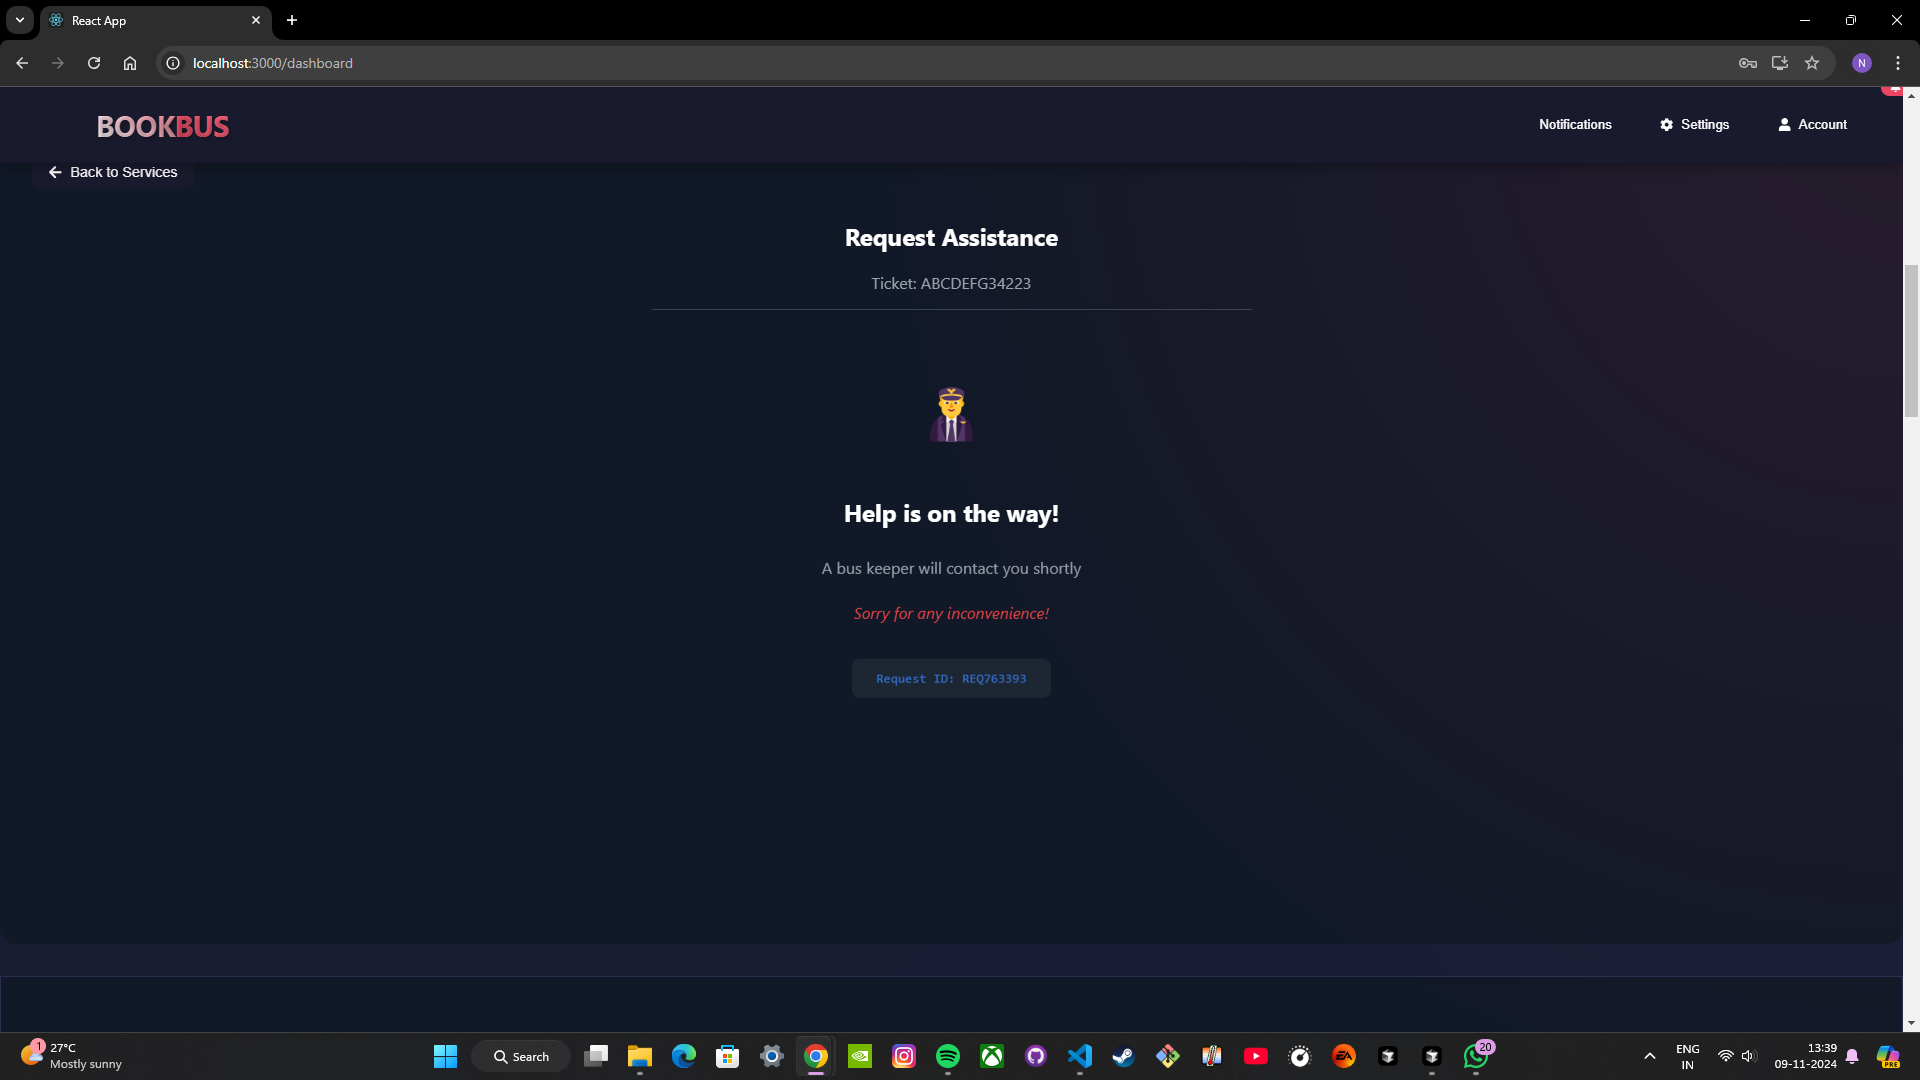 React App
localhost:3000/dashboard
N
BOOKBUS
Notifications
Settings
Account
Back to Services
Request Assistance
Ticket: ABCDEFG34223
Help is on the way!
A bus keeper will contact you shortly
Sorry for any inconvenience!
Request ID: REQ763393
1
27°C
Mostly sunny
Search
EA
20
ENG
IN
13:39
09-11-2024
PRE